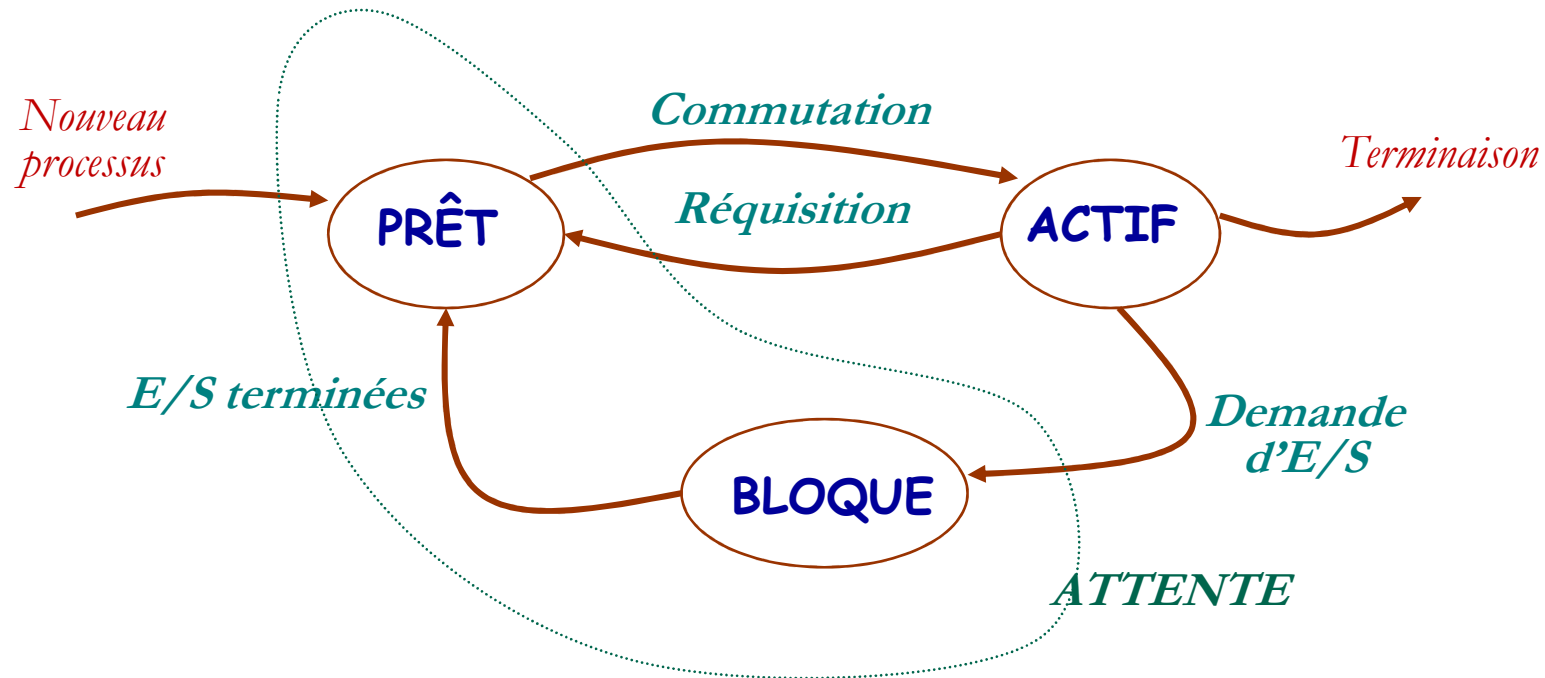 Nouveau
processus
Commutation
Terminaison
Réquisition
PRÊT
ACTIF
E/S terminées
Demande
d'E/S
BLOQUE
ATTENTE